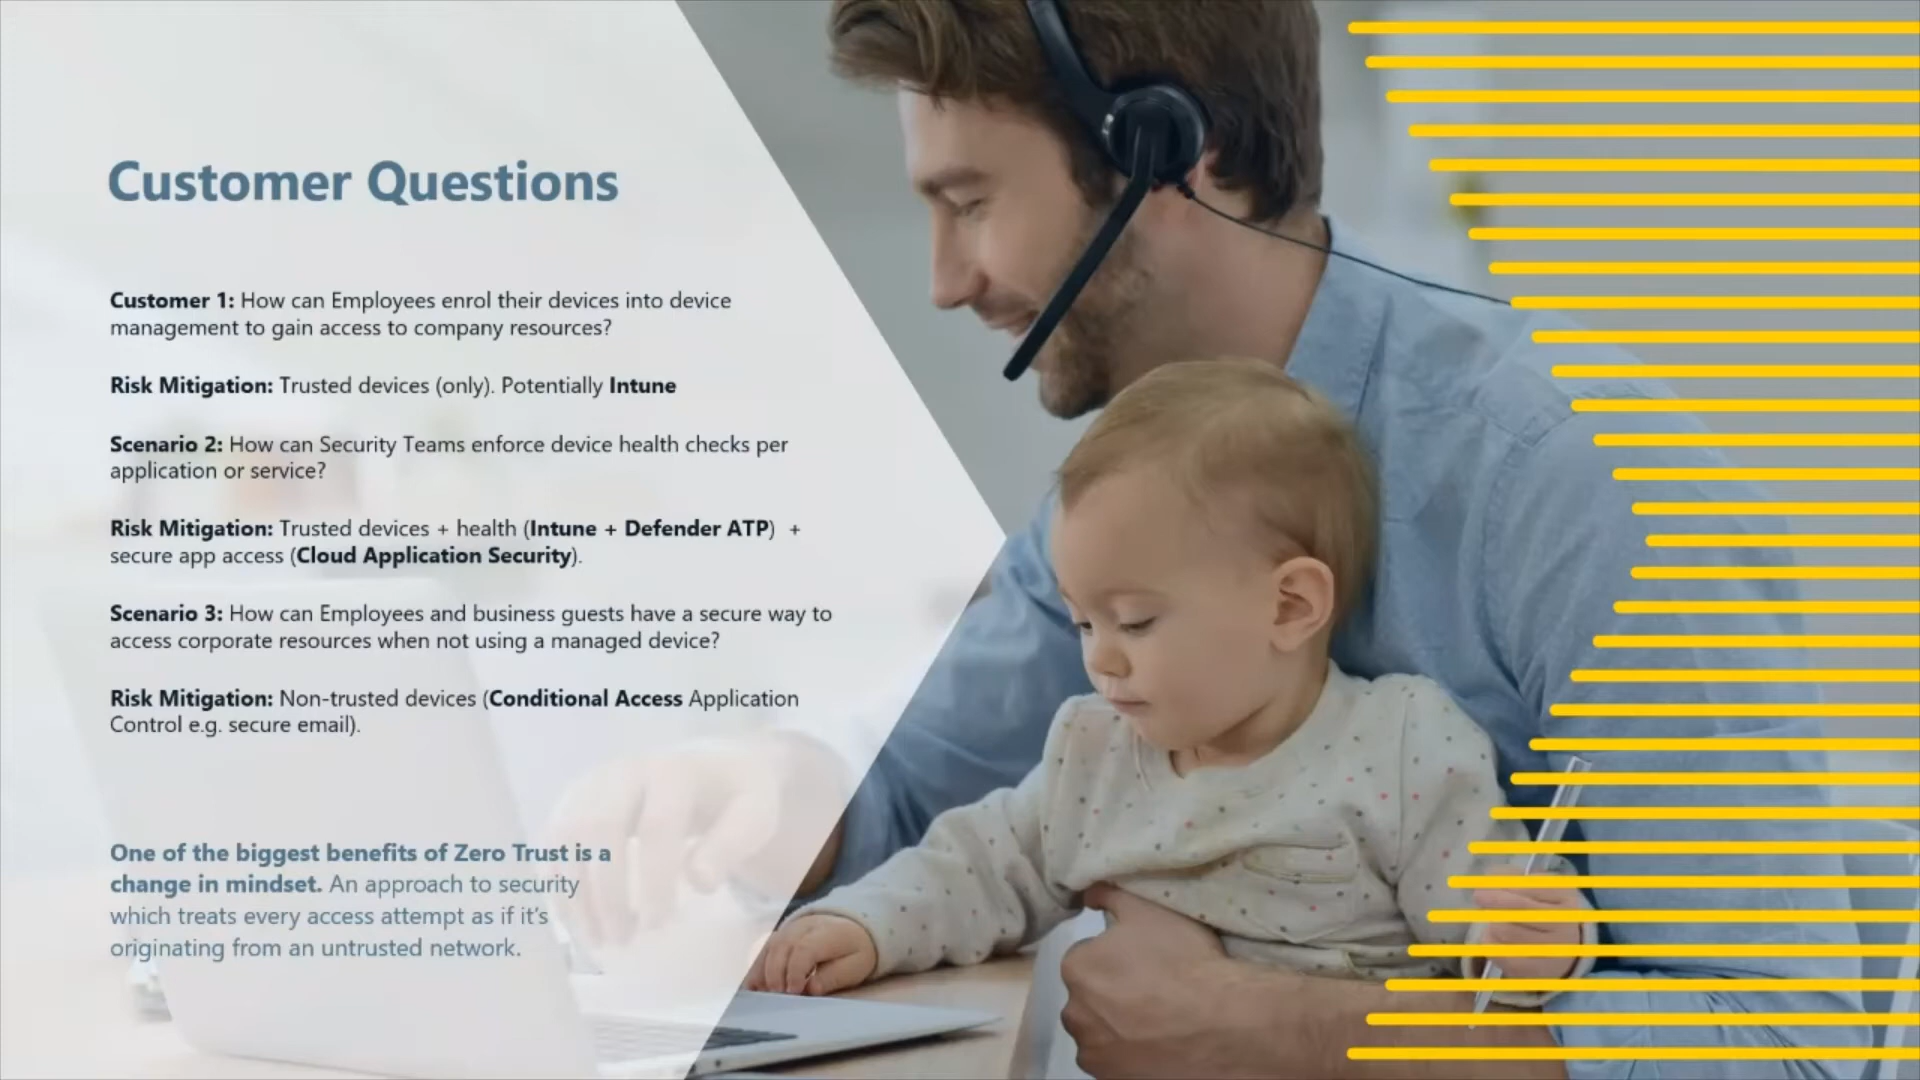 Customer Questions
Customer 1: How can Employees enrol their devices into device
management to gain access to company resources?
Risk Mitigation: Trusted devices (only). Potentially Intune
Scenario 2: How can Security Teams enforce device health checks per
application or service?
Risk Mitigation: Trusted devices + health (Intune + Defender ATP) +
secure app access (Cloud Application Security).
Scenario 3: How can Employees and business guests have a secure way to
access corporate resources when not using a managed device?
Risk Mitigation: Non-trusted devices (Conditional Access Application
Control e.g. secure email).
One of the biggest benefits of Zero Trust is a
change in mindset. An approach to security
which treats every access attempt as if it's
originating from an untrusted network.